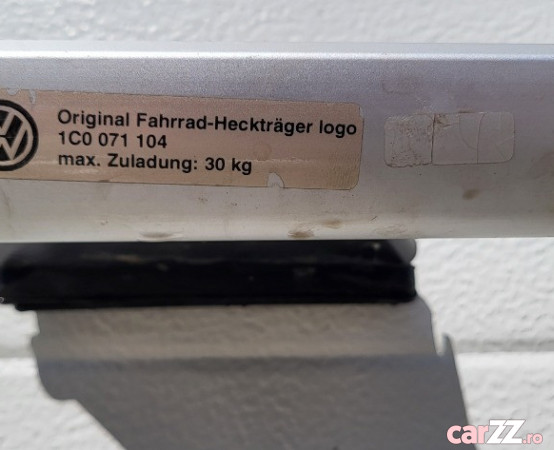 Original Fahrrad-Heckträger logo
1C0 071 104
max. Zuladung: 30 kg
carZZ.ro